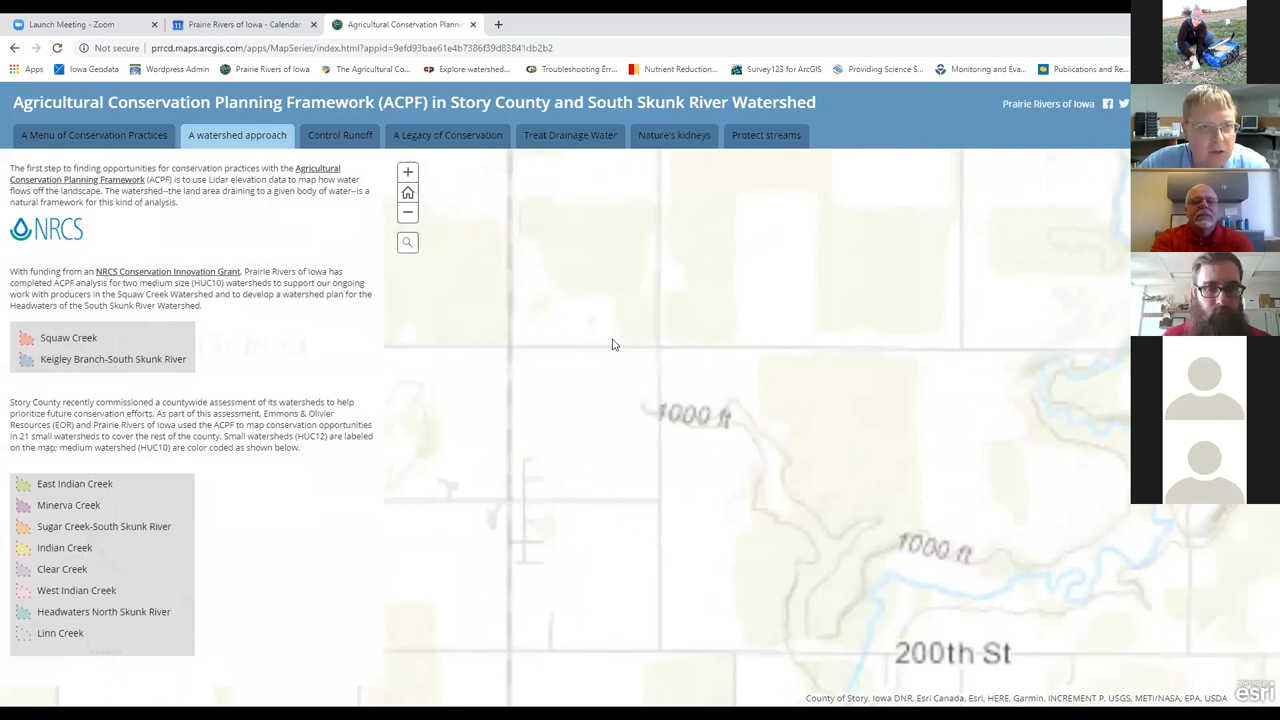 Launch Meeting - Zoom
Prairie Rivers of Iowa - Calendar
Agricultural Conservation Planni
Not secure
prrcd.maps.arcgis.com/apps/MapSeries/index.html?appid=9efd93bae61e4b7386f39d83841db2b2
Apps
Iowa Geodata
Wordpress Admin
Prairie Rivers of Iowa
The Agricultural Co...
Explore watershed...
Troubleshooting Err...
Nutrient Reduction...
Survey123 for ArcGIS
Providing Science S...
Monitoring and Eva...
Publications and Re...
Agricultural Conservation Planning Framework (ACPF) in Story County and South Skunk River Watershed
Prairie Rivers of Iowa
A Menu of Conservation Practices
A watershed approach
Control Runoff
A Legacy of Conservation
Treat Drainage Water
Nature's kidneys
Protect streams
The first step to finding opportunities for conservation practices with the Agricultural
Conservation Planning Framework (ACPF) is to use Lidar elevation data to map how water
flows off the landscape. The watershed--the land area draining to a given body of water--is a
natural framework for this kind of analysis.
NRCS
With funding from an NRCS Conservation Innovation Grant, Prairie Rivers of Iowa has
completed ACPF analysis for two medium size (HUC10) watersheds to support our ongoing
work with producers in the Squaw Creek Watershed and to develop a watershed plan for the
Headwaters of the South Skunk River Watershed.
Squaw Creek
Keigley Branch-South Skunk River
Story County recently commissioned a countywide assessment of its watersheds to help
prioritize future conservation efforts. As part of this assessment, Emmons & Olivier
Resources (EOR) and Prairie Rivers of Iowa used the ACPF to map conservation opportunities
in 21 small watersheds to cover the rest of the county. Small watersheds (HUC12) are labeled
on the map; medium watershed (HUC10) are color coded as shown below.
East Indian Creek
Minerva Creek
Sugar Creek-South Skunk River
Indian Creek
Clear Creek
West Indian Creek
Headwaters North Skunk River
Linn Creek
1000 ft
1000 ft
200th St
County of Story, Iowa DNR, Esri Canada, Esri, HERE, Garmin, INCREMENT P, USGS, METI/NASA, EPA, USDA
POWERED BY
esri